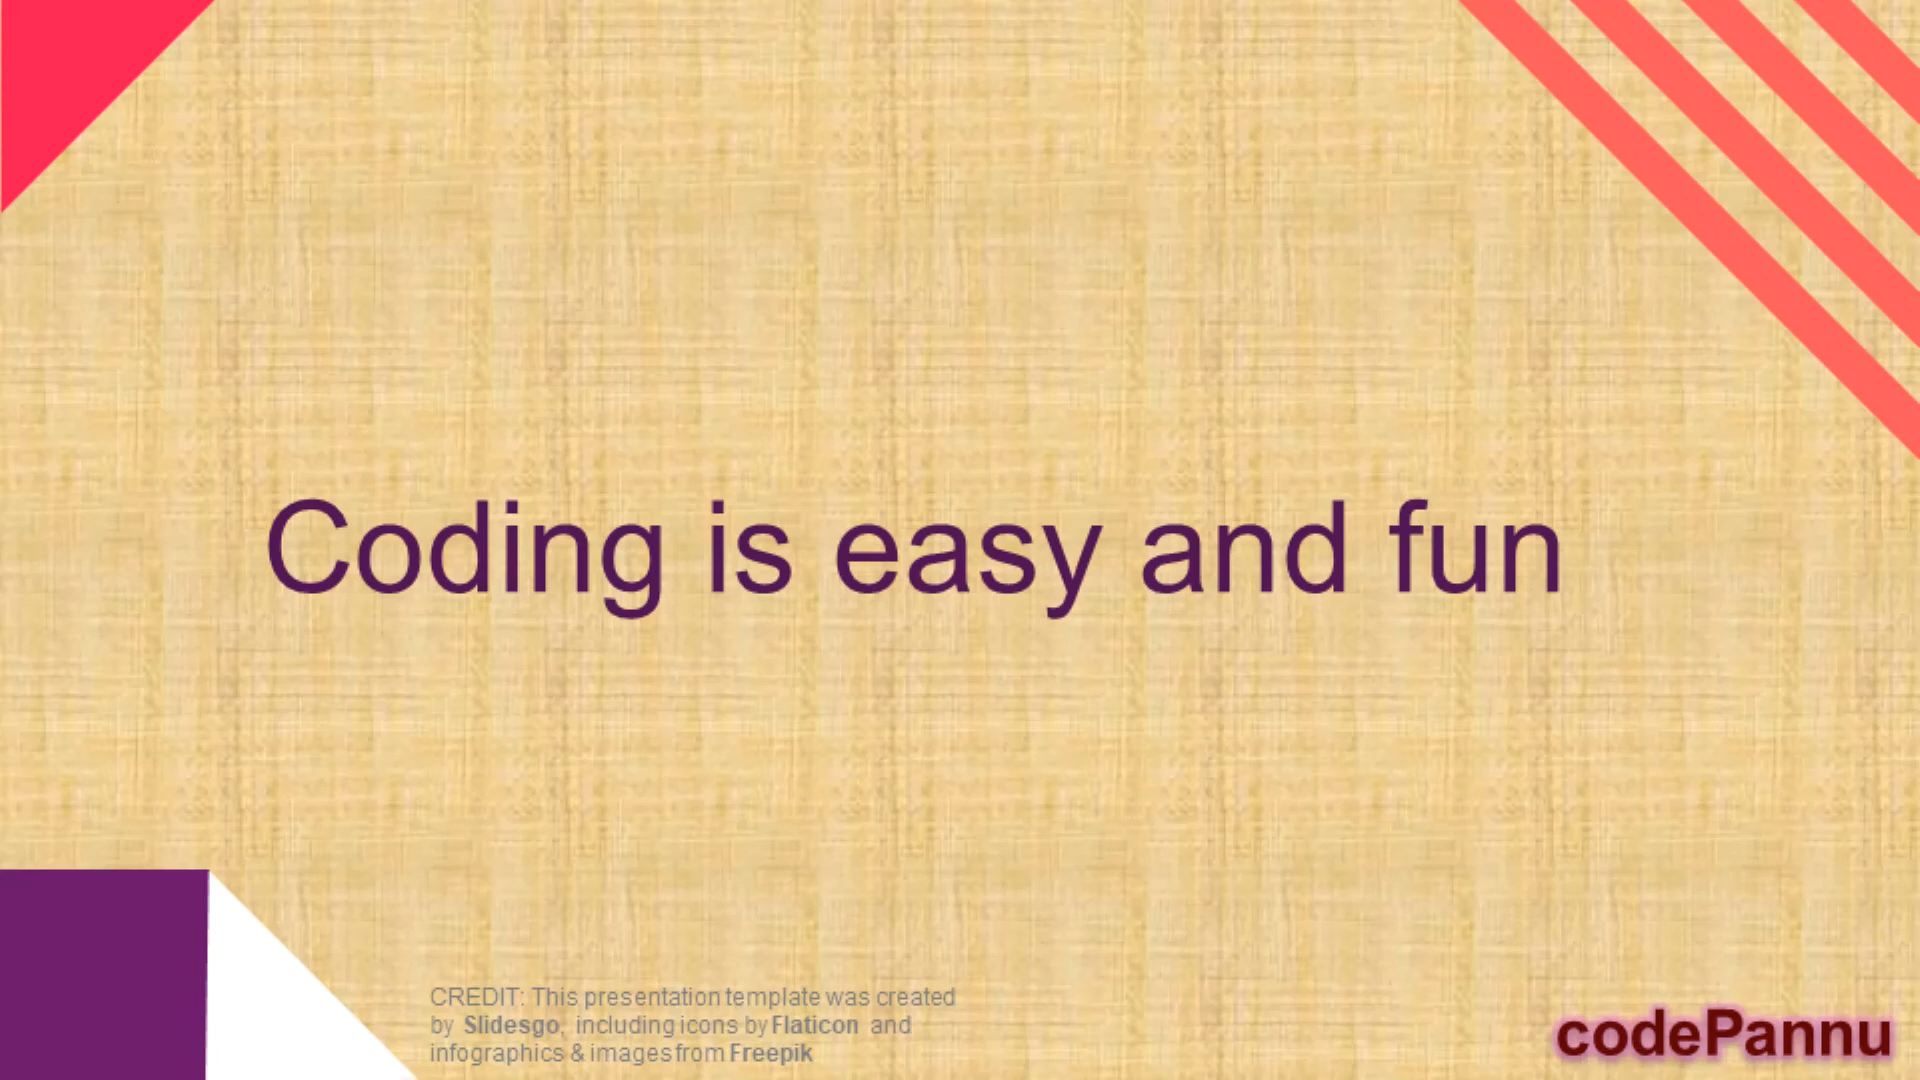 Coding is easy and fun
CREDIT: This presentation template was created
by Slidesgo, including icons by Flaticon and
infographics & images from Freepik
codePannu